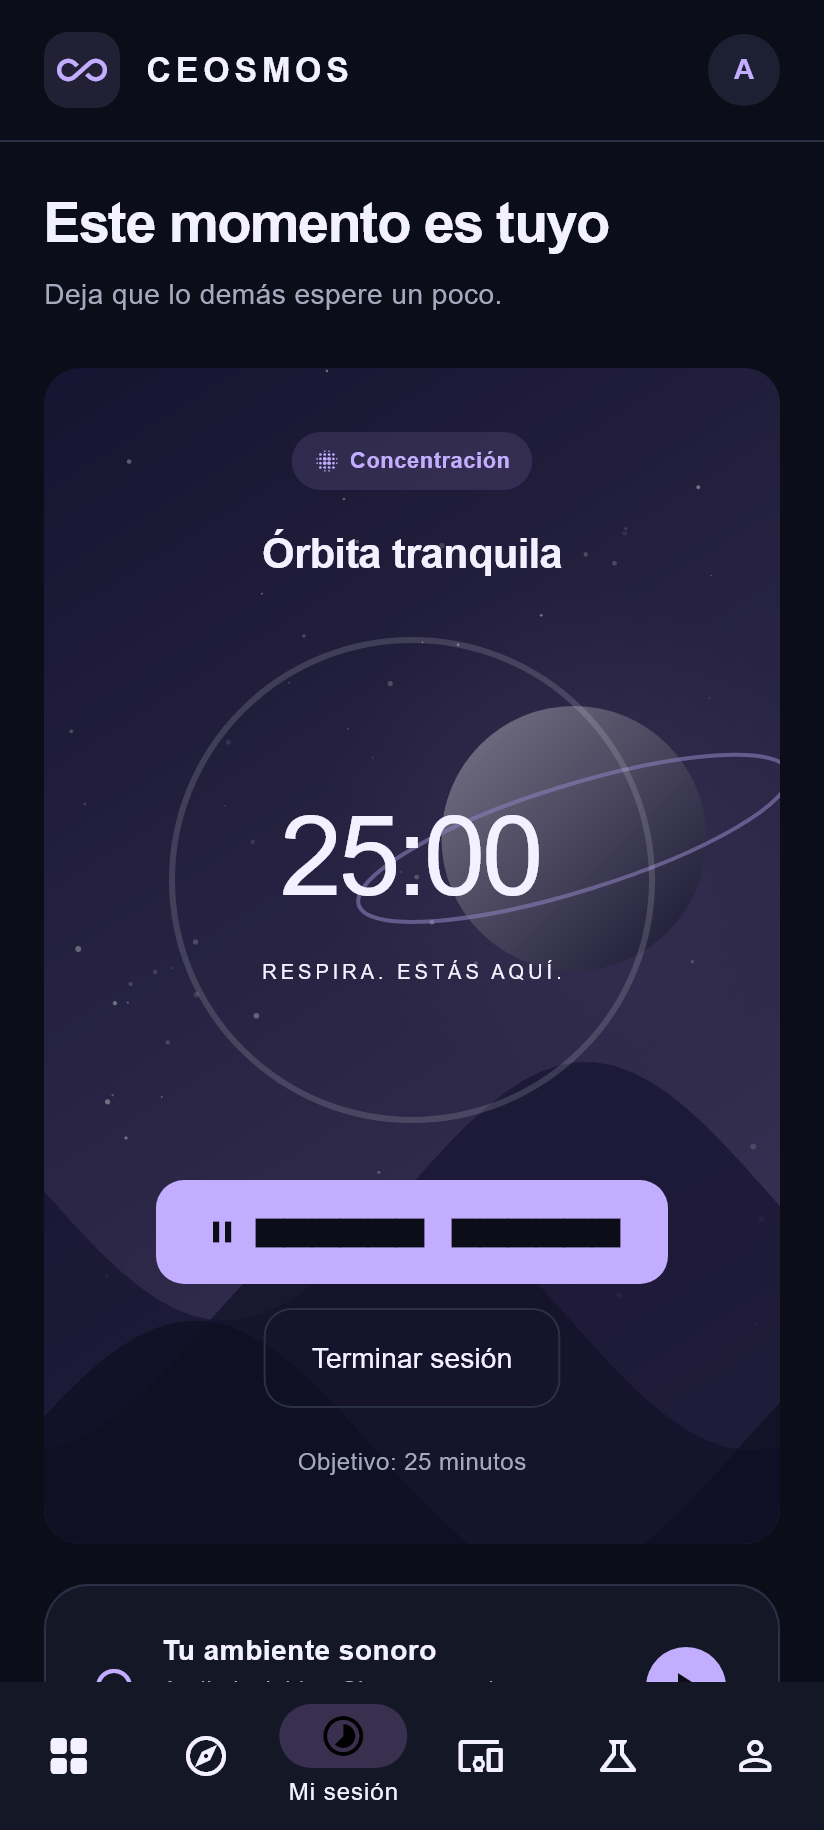 CEOSMOS
A
Este momento es tuyo
Deja que lo demás espere un poco.
Concentración
Órbita tranquila
25:00
RESPIRA. ESTÁS AQUÍ.
Terminar sesión
Objetivo: 25 minutos
Tu ambiente sonoro
Mi sesión